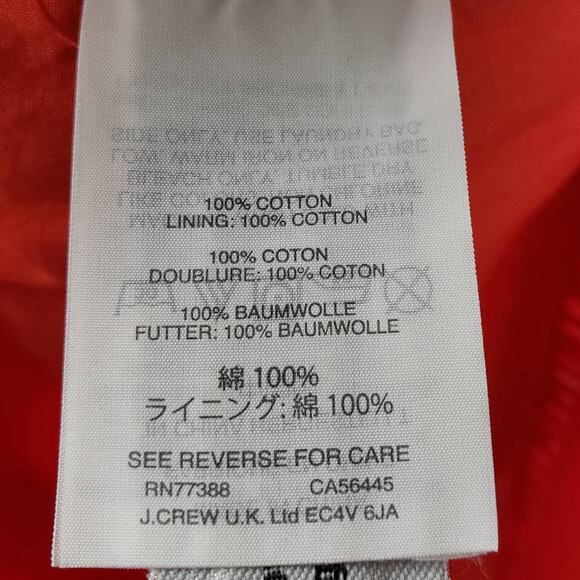 100% COTTON
LINING: 100% COTTON
100% COTON
DOUBLURE: 100% COTON
100% BAUMWOLLE
FUTTER: 100% BAUMWOLLE
綿 100%
ライニング: 綿 100%
SEE REVERSE FOR CARE
RN77388 CA56445
J.CREW U.K. Ltd EC4V 6JA